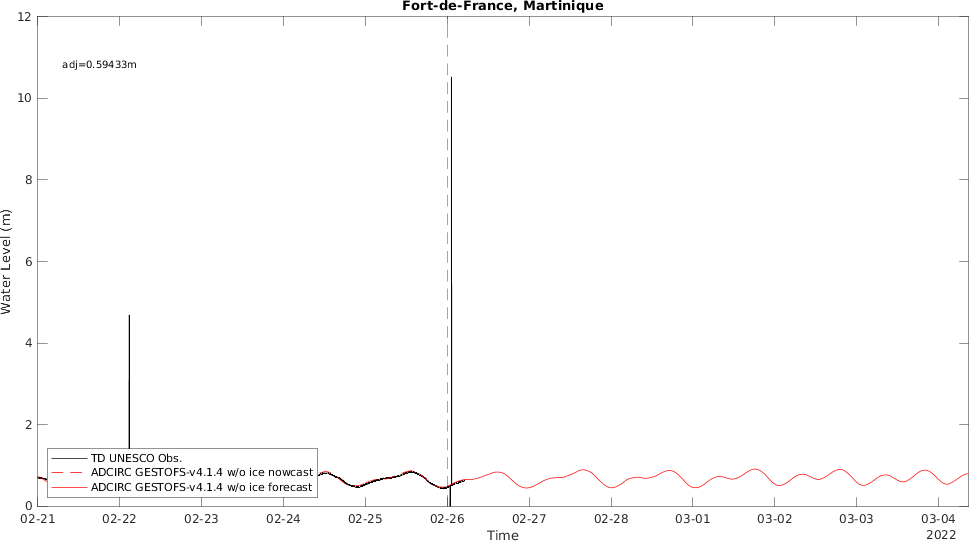 Fort-de-France, Martinique
12
adj=0.59433m
10
8
6
4
2
0
Water Level (m)
TD UNESCO Obs.
ADCIRC GESTOFS-v4.1.4 w/o ice nowcast
ADCIRC GESTOFS-v4.1.4 w/o ice forecast
02-21 02-22 02-23 02-24 02-25 02-26 02-27 02-28 03-01 03-02 03-03 03-04
Time
2022